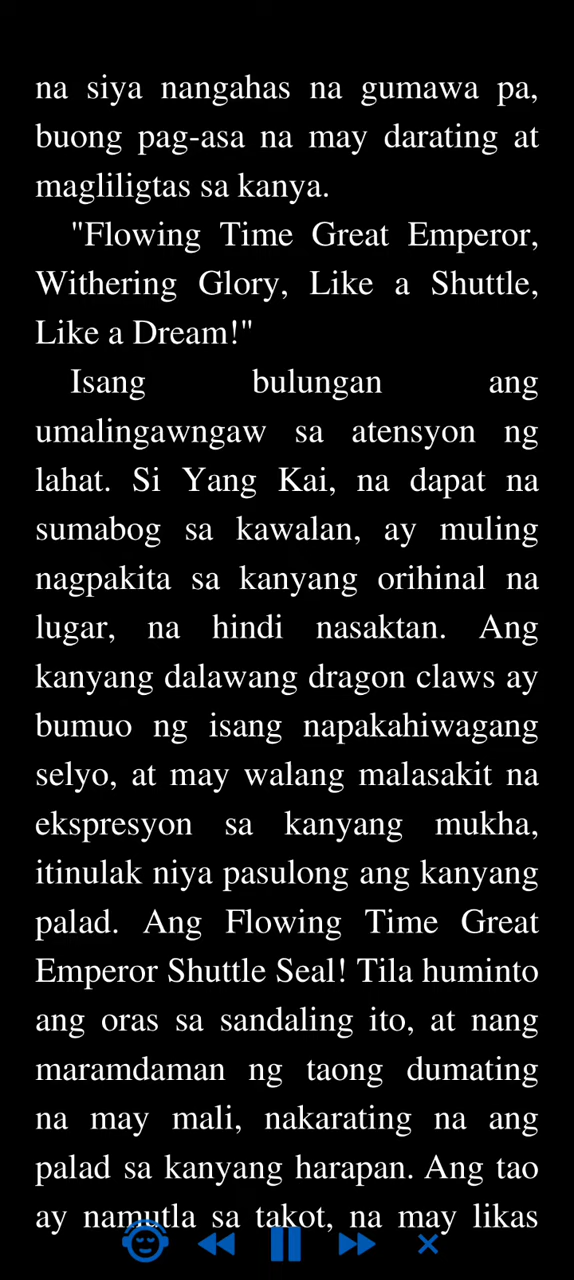 na siya nangahas na gumawa pa,
buong pag-asa na may darating at
magliligtas sa kanya.
"Flowing Time Great Emperor,
Withering Glory, Like a Shuttle,
Like a Dream!"
Isang bulungan ang
umalingawngaw sa atensyon ng
lahat. Si Yang Kai, na dapat na
sumabog sa kawalan, ay muling
nagpakita sa kanyang orihinal na
lugar, na hindi nasaktan. Ang
kanyang dalawang dragon claws ay
bumuo ng isang napakahiwagang
selyo, at may walang malasakit na
ekspresyon sa kanyang mukha,
itinulak niya pasulong ang kanyang
palad. Ang Flowing Time Great
Emperor Shuttle Seal! Tila huminto
ang oras sa sandaling ito, at nang
maramdaman ng taong dumating
na may mali, nakarating na ang
palad sa kanyang harapan. Ang tao
ay namutla sa takot, na may likas